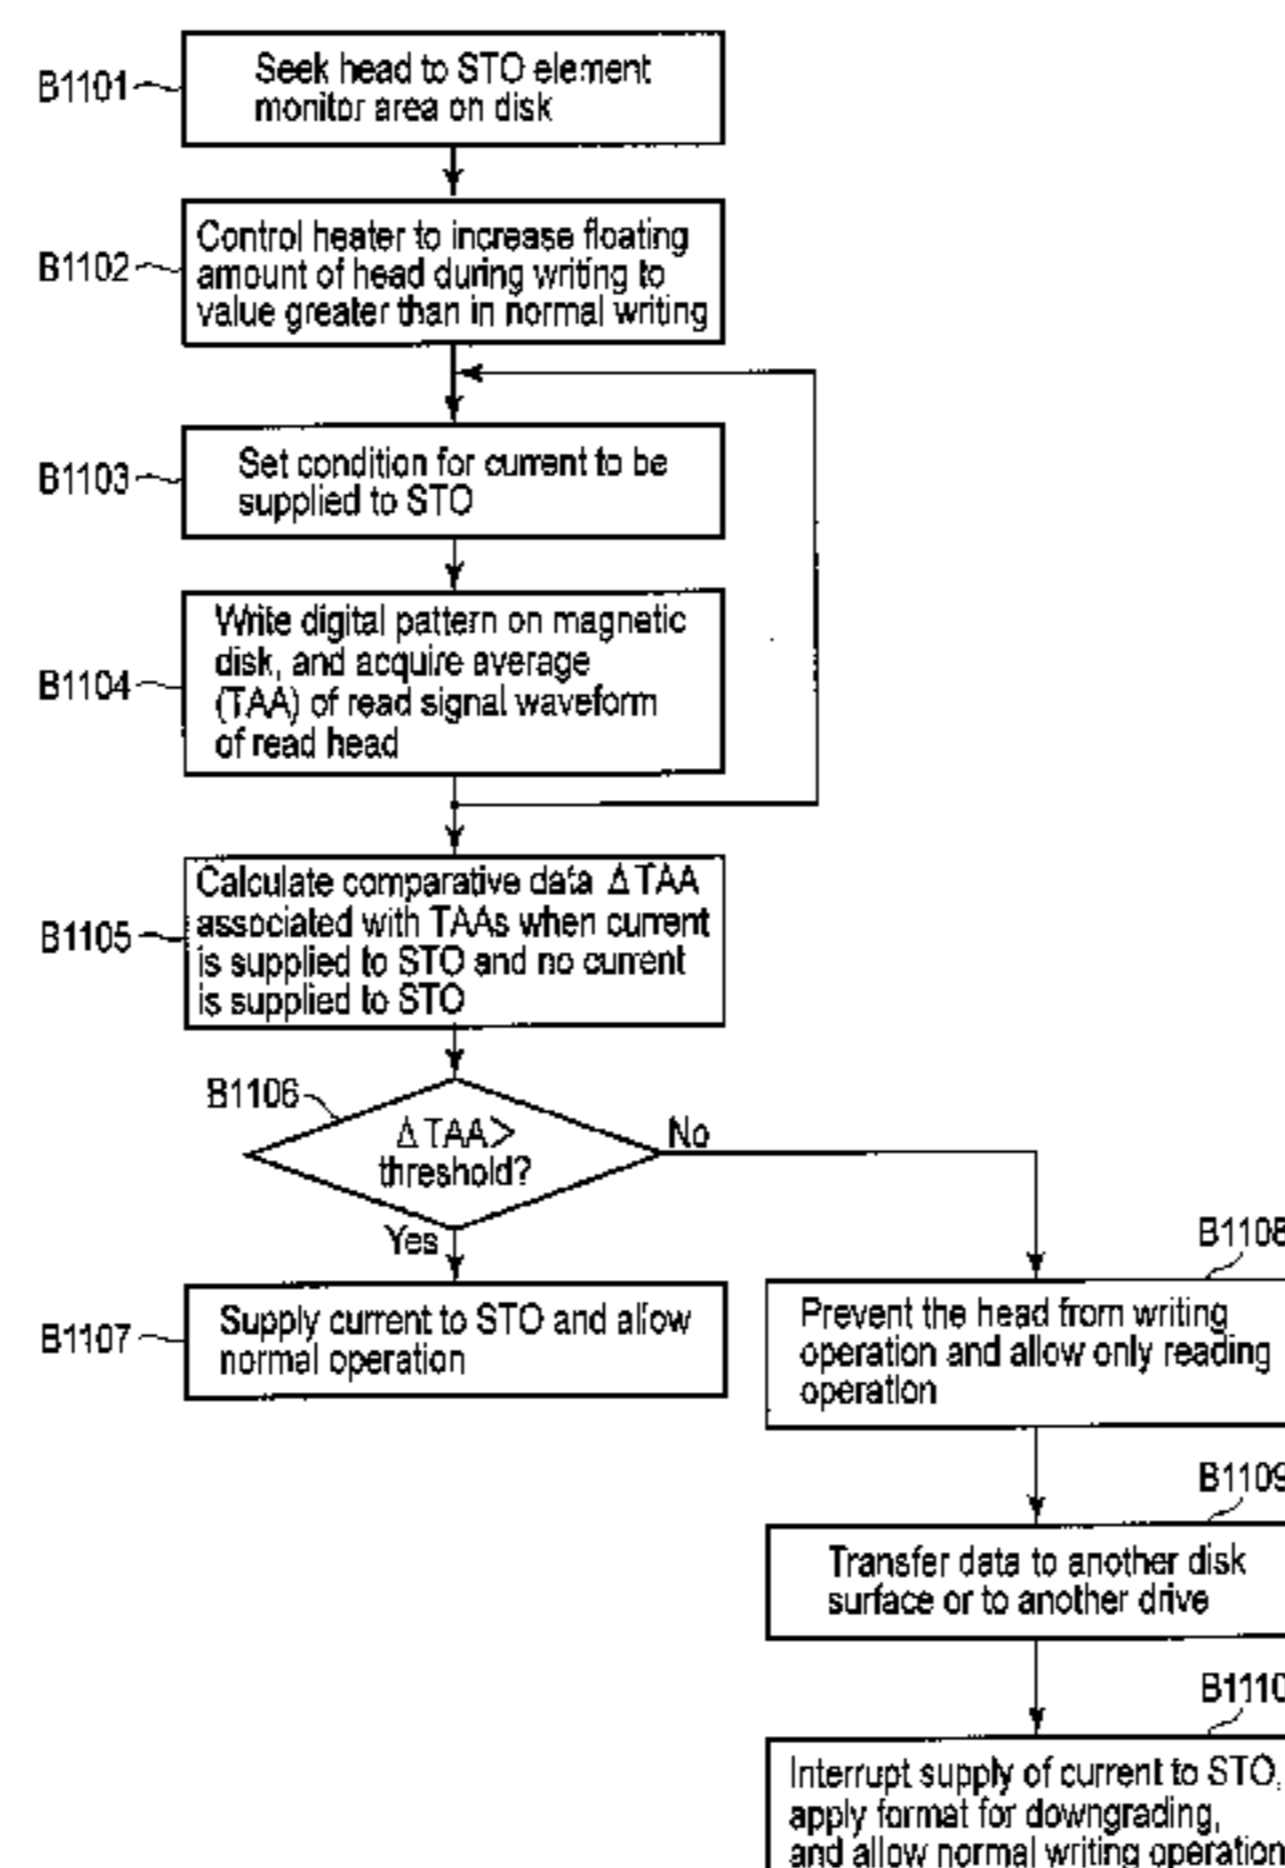 B1101
Seek head to STO element
monitor area on disk
B1102
Control heater to increase floating
amount of head during writing to
value greater than in normal writing
B1103
Set condition for current to be
supplied to STO
B1104
Write digital pattern on magnetic
disk, and acquire average
(TAA) of read signal waveform
of read head
B1105
Calculate comparative data ΔTAA
associated with TAAs when current
is supplied to STO and no current
is supplied to STO
B1106
ΔTAA>
threshold?
No
Yes
B1107
Supply current to STO and allow
normal operation
B1108
Prevent the head from writing
operation and allow only reading
operation
B1109
Transfer data to another disk
surface or to another drive
B1110
Interrupt supply of current to STO,
apply format for downgrading,
and allow normal writing operation